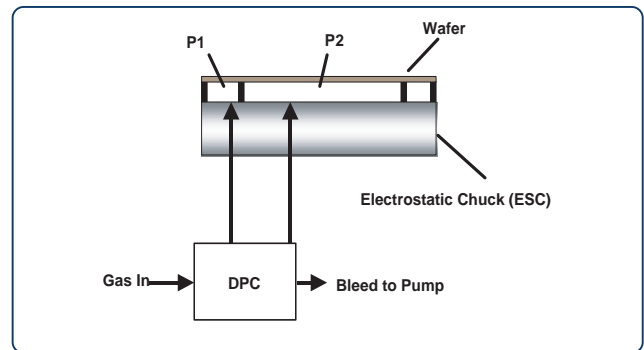 Wafer
P1
P2
Electrostatic Chuck (ESC)
Gas In
DPC
Bleed to Pump